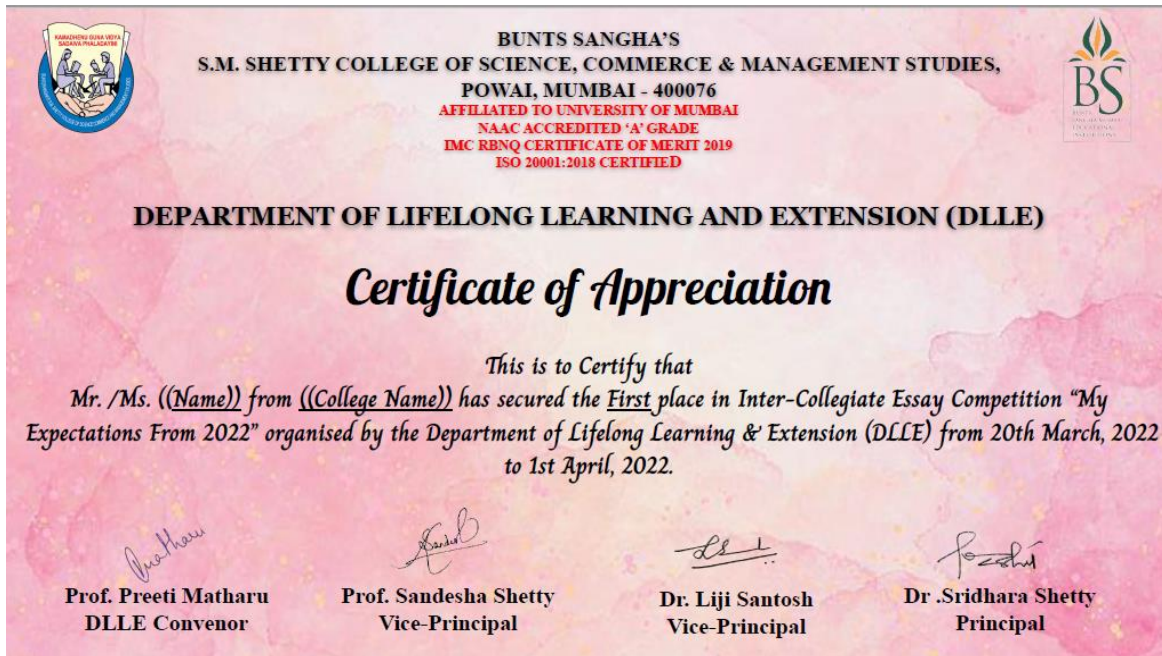 KAMADHENU GUNA VIDYA
SADAIVA PHALADAYINI
BUNTS SANGHA'S
S.M. SHETTY COLLEGE OF SCIENCE, COMMERCE & MANAGEMENT STUDIES,
POWAI, MUMBAI - 400076
AFFILIATED TO UNIVERSITY OF MUMBAI
NAAC ACCREDITED ‘A’ GRADE
IMC RBNQ CERTIFICATE OF MERIT 2019
ISO 20001:2018 CERTIFIED
BS
DEPARTMENT OF LIFELONG LEARNING AND EXTENSION (DLLE)
Certificate of Appreciation
This is to Certify that
Mr. /Ms. ((Name)) from ((College Name)) has secured the First place in Inter-Collegiate Essay Competition “My
Expectations From 2022” organised by the Department of Lifelong Learning & Extension (DLLE) from 20th March, 2022
to 1st April, 2022.
Prof. Preeti Matharu
DLLE Convenor
Prof. Sandesha Shetty
Vice-Principal
Dr. Liji Santosh
Vice-Principal
Dr .Sridhara Shetty
Principal